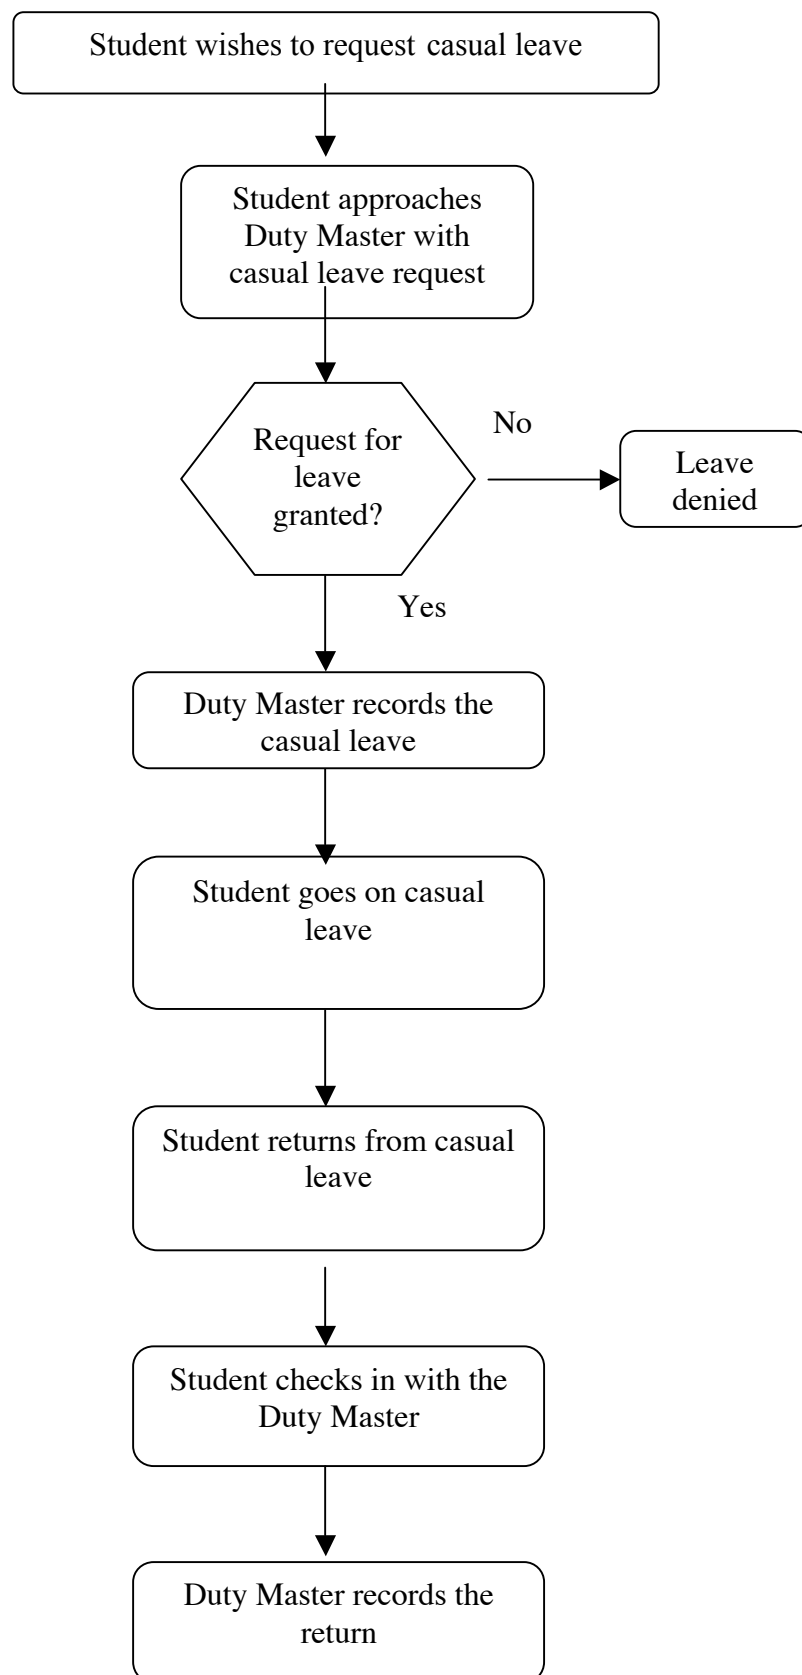 Student wishes to request casual leave
Student approaches
Duty Master with
casual leave request
Request for
leave
granted?
No
Leave
denied
Yes
Duty Master records the
casual leave
Student goes on casual
leave
Student returns from casual
leave
Student checks in with the
Duty Master
Duty Master records the
return